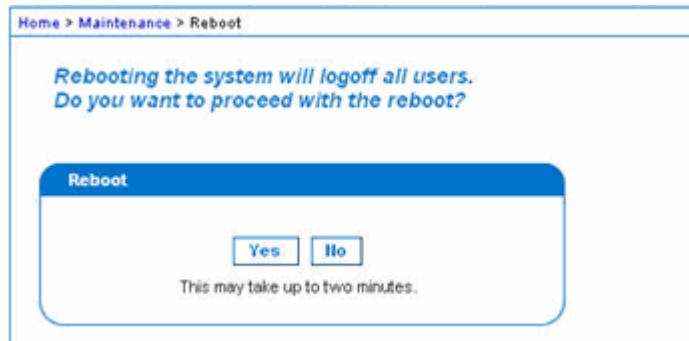 Home > Maintenance > Reboot
Rebooting the system will logoff all users.
Do you want to proceed with the reboot?
Reboot
Yes No
This may take up to two minutes.